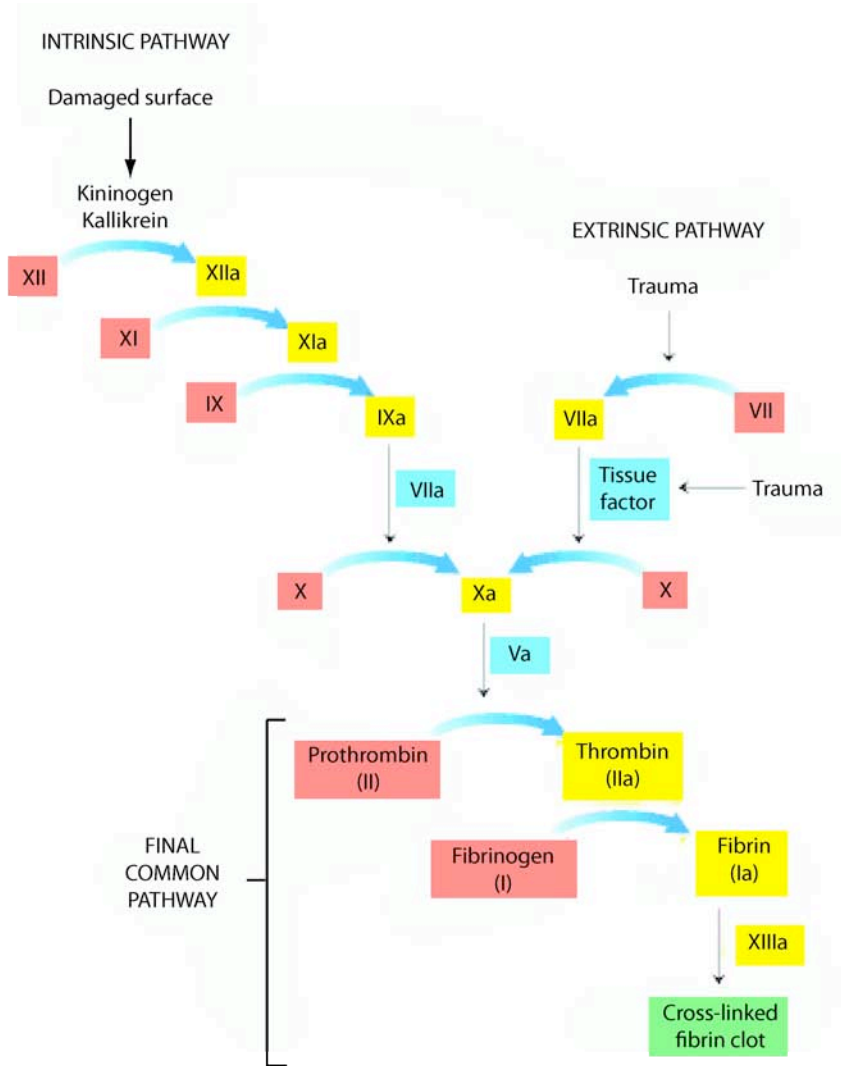 INTRINSIC PATHWAY
Damaged surface
Kininogen
Kallikrein
XII
XIIa
XI
XIa
IX
IXa
EXTRINSIC PATHWAY
Trauma
VIIa
VII
VIIa
Tissue
factor
Trauma
X
Xa
X
Va
Prothrombin
(II)
Thrombin
(IIa)
Fibrinogen
(I)
Fibrin
(Ia)
FINAL
COMMON
PATHWAY
XIIIa
Cross-linked
fibrin clot